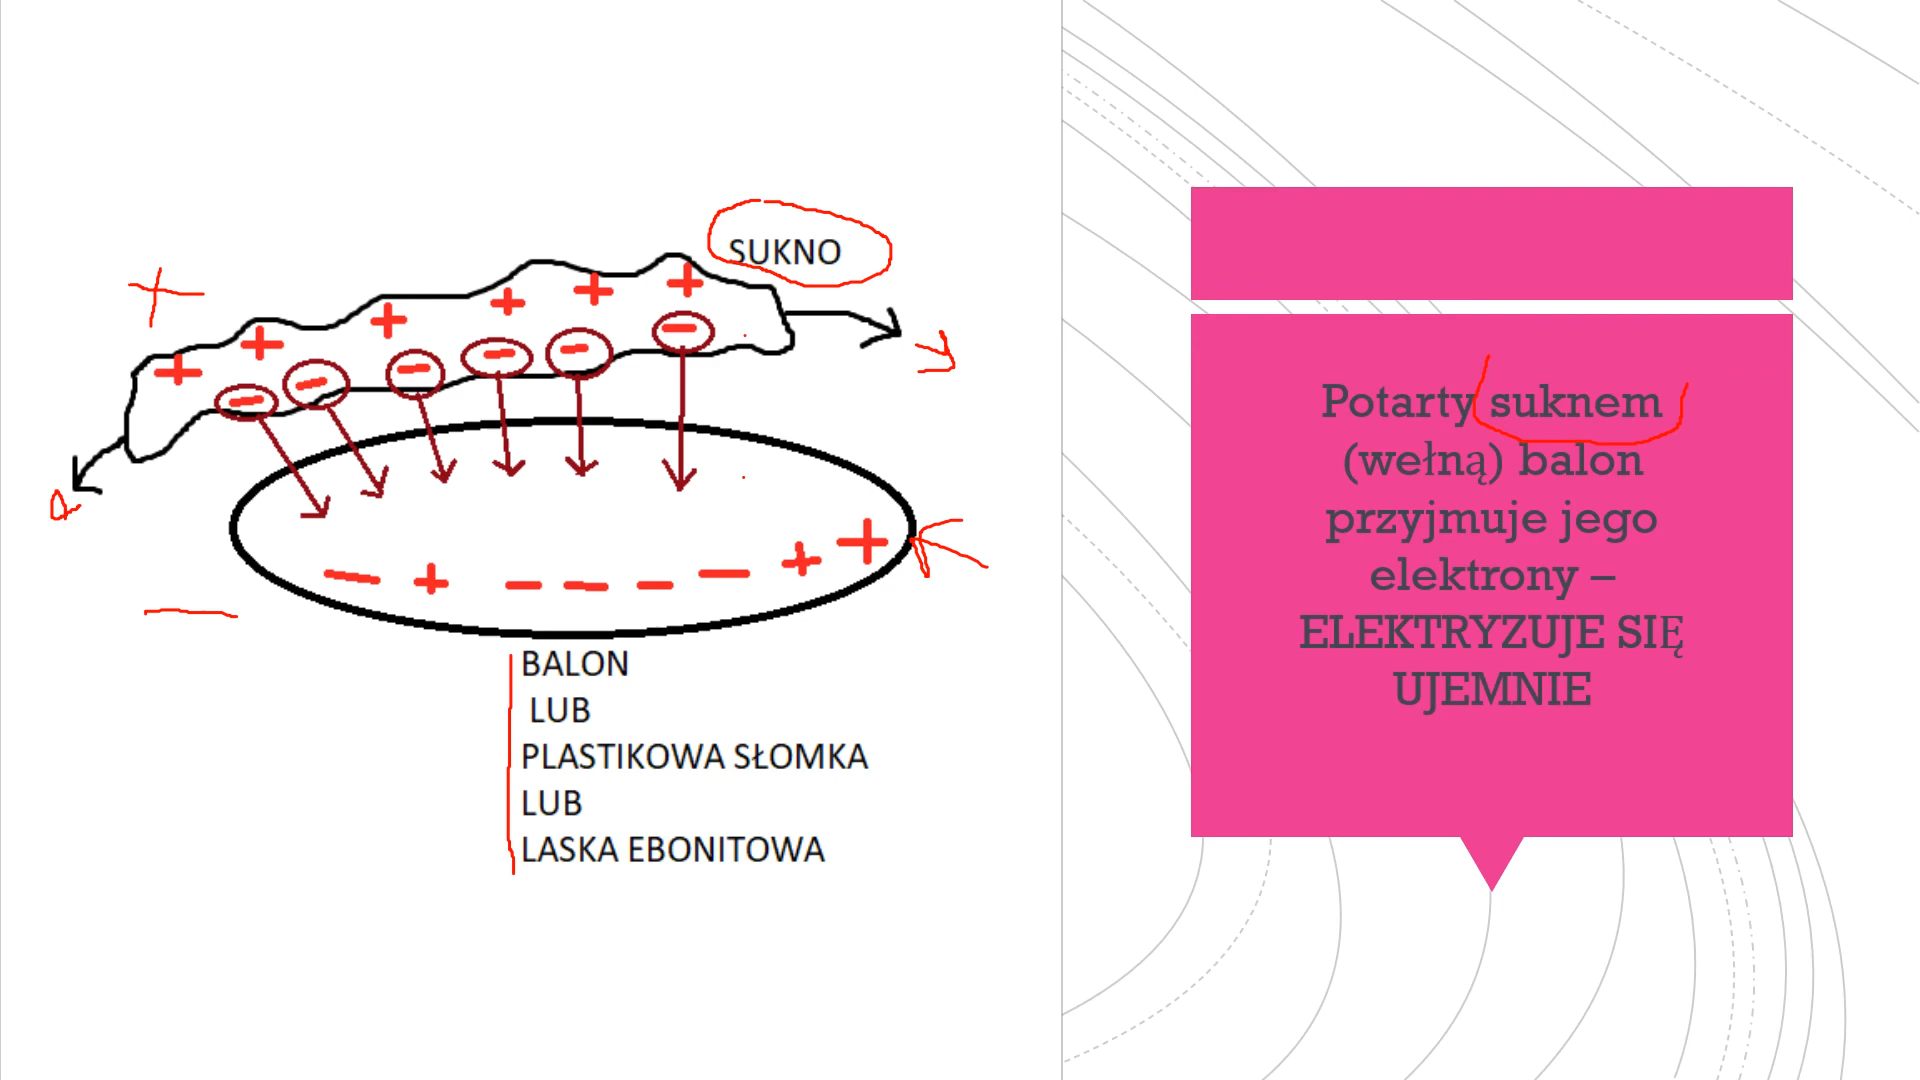 SUKNO
BALON
LUB
PLASTIKOWA SŁOMKA
LUB
LASKA EBONITOWA
Potarty suknem
(wełną) balon
przyjmuje jego
elektrony –
ELEKTRYZUJE SIĘ
UJEMNIE